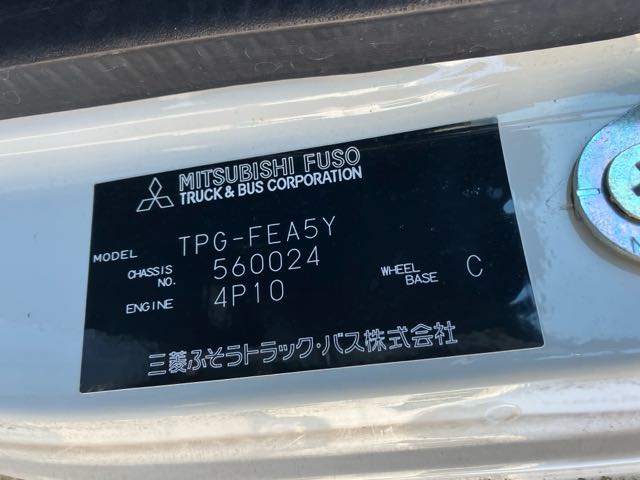 MITSUBISHI FUSO
TRUCK & BUS CORPORATION
MODEL TPG-FEA5Y
CHASSIS NO. 560024
ENGINE 4P10 WHEEL BASE C
三菱ふそうトラック・バス株式会社